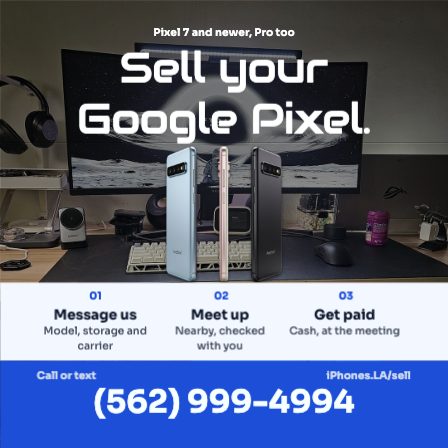 Pixel 7 and newer, Pro too
Sell your
Google Pixel.
01
Message us
Model, storage and
carrier
02
Meet up
Nearby, checked
with you
03
Get paid
Cash, at the meeting
Call or text
iPhones.LA/sell
(562) 999-4994